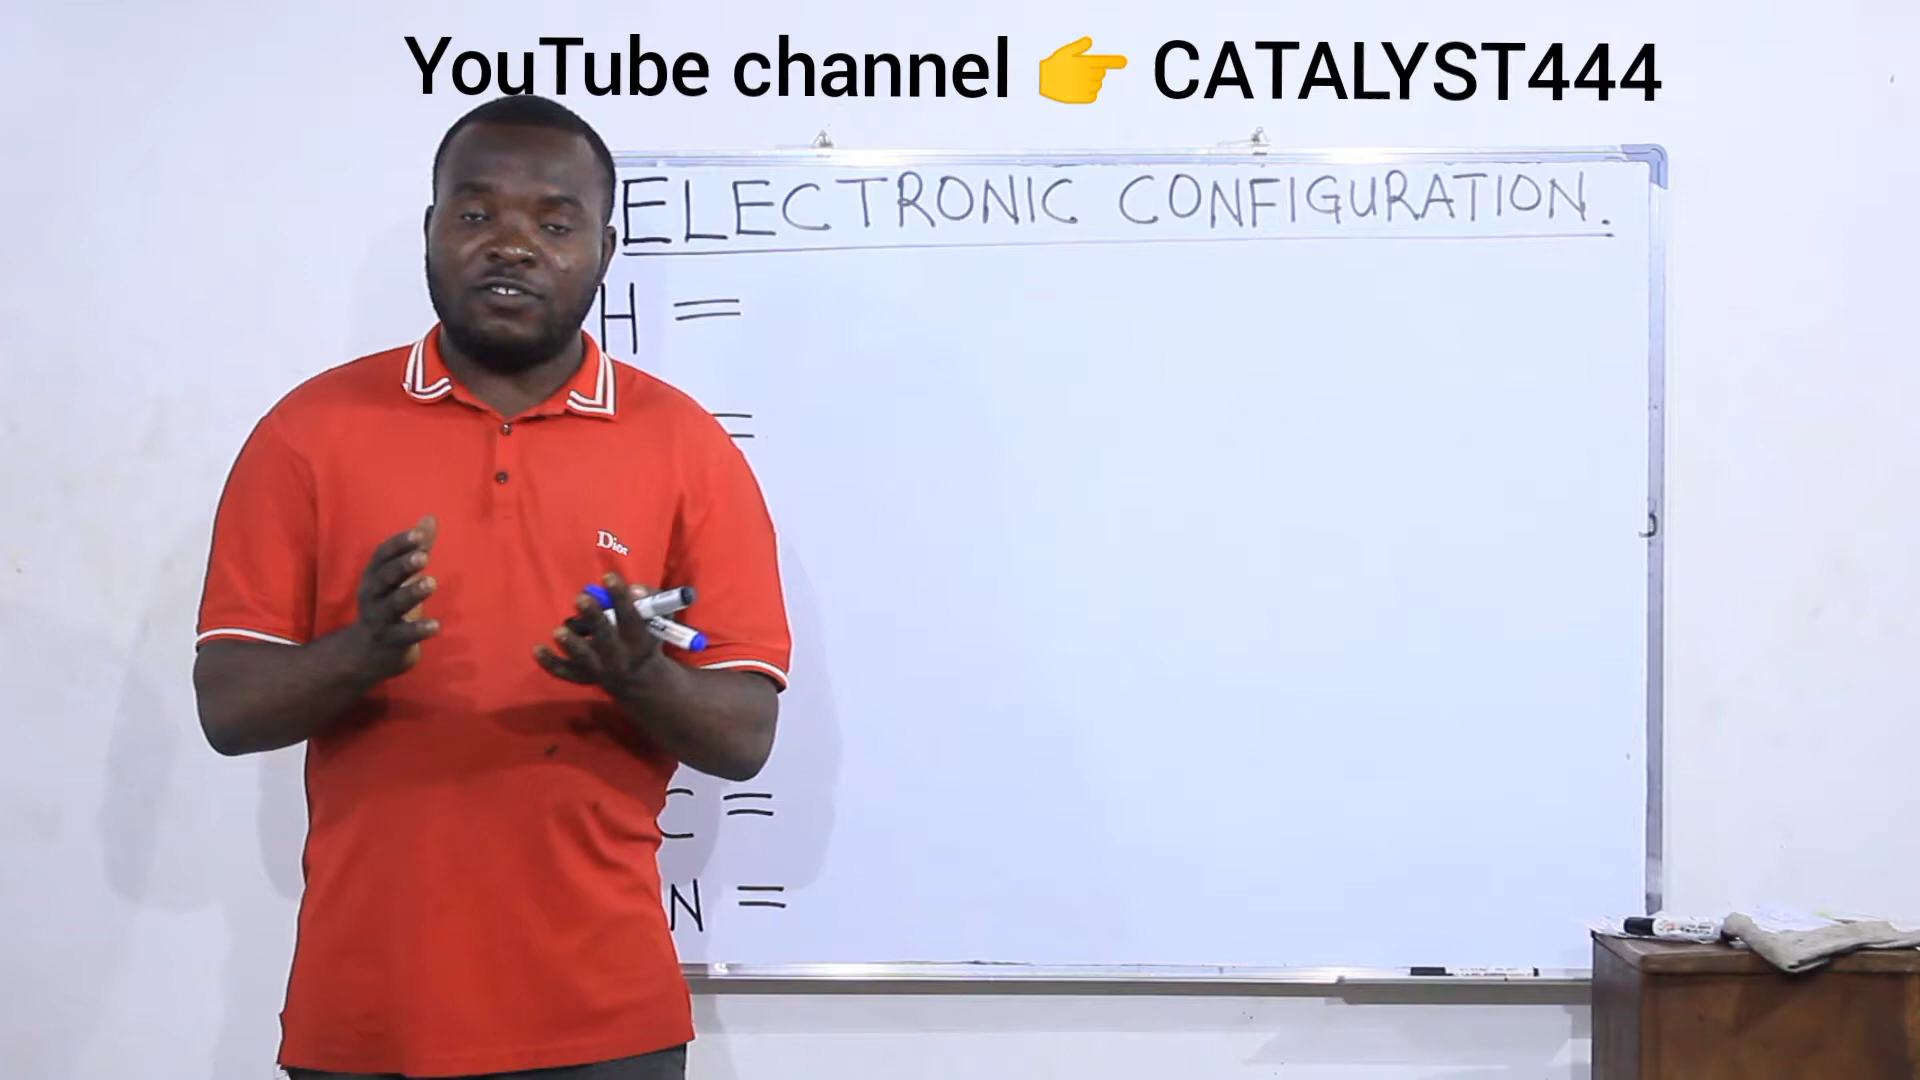 YouTube channel 👉 CATALYST444
ELECTRONIC CONFIGURATION.
H =
=
Dior
C =
N =